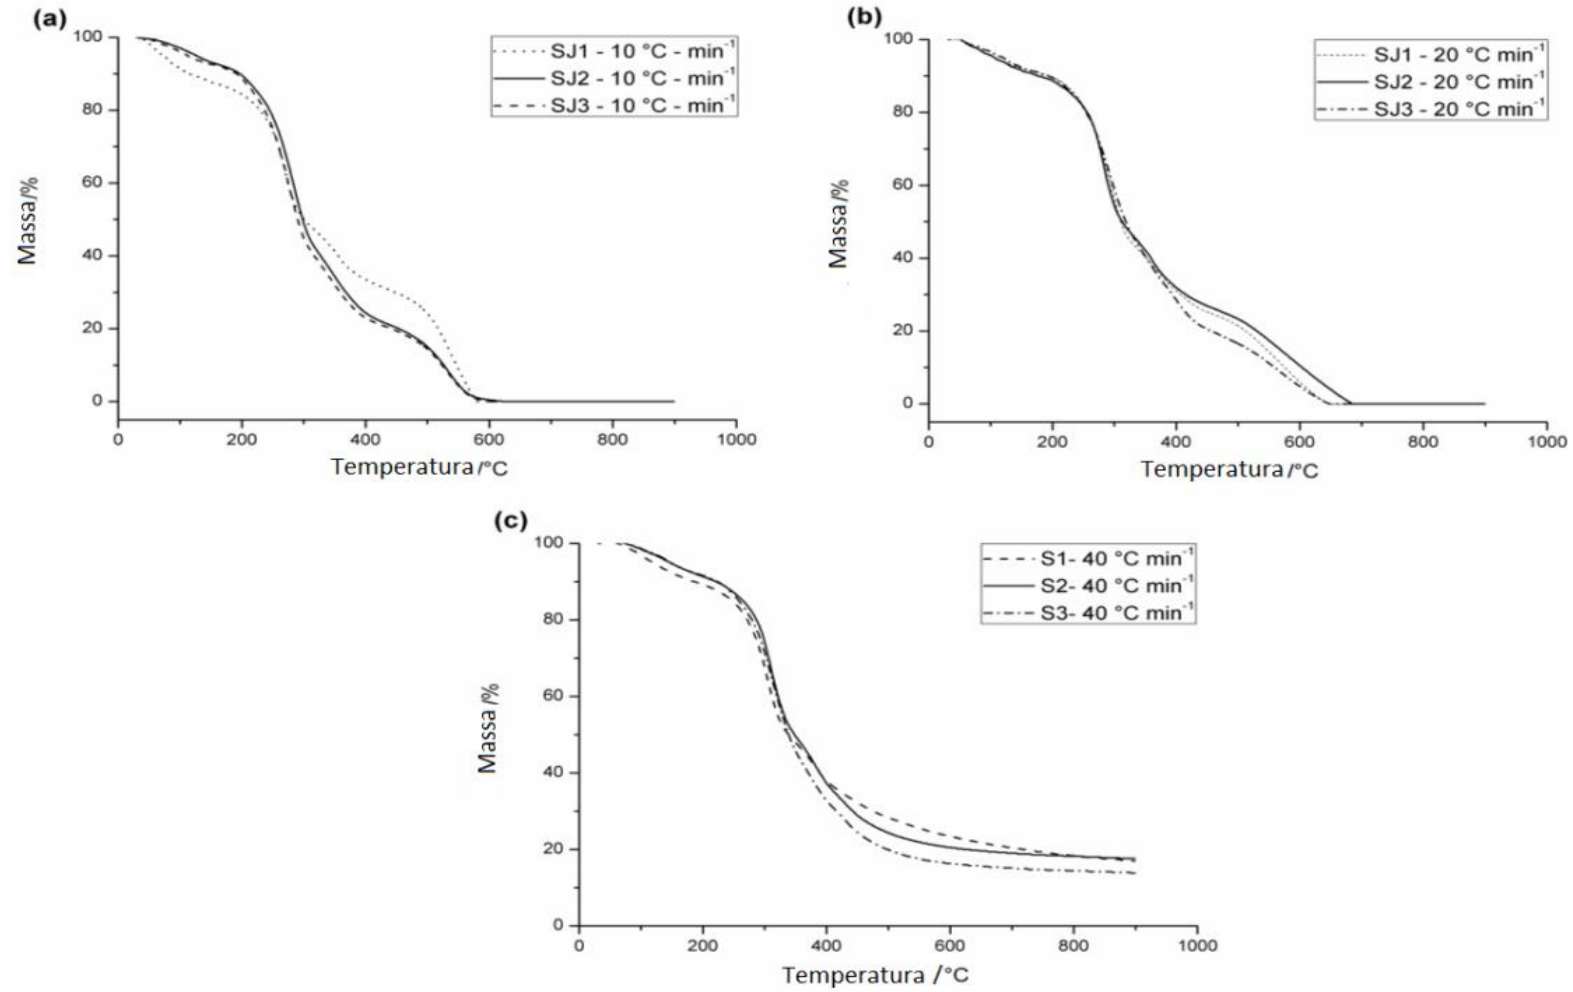 (a)
100
80
60
40
20
0
0 200 400 600 800 1000
Massa/%
Temperatura/°C
SJ1 - 10 °C - min⁻¹
SJ2 - 10 °C - min⁻¹
SJ3 - 10 °C - min⁻¹
(b)
100
80
60
40
20
0
0 200 400 600 800 1000
Massa/%
Temperatura/°C
SJ1 - 20 °C min⁻¹
SJ2 - 20 °C min⁻¹
SJ3 - 20 °C min⁻¹
(c)
100
80
60
40
20
0
0 200 400 600 800 1000
Massa/%
Temperatura /°C
S1- 40 °C min⁻¹
S2- 40 °C min⁻¹
S3- 40 °C min⁻¹